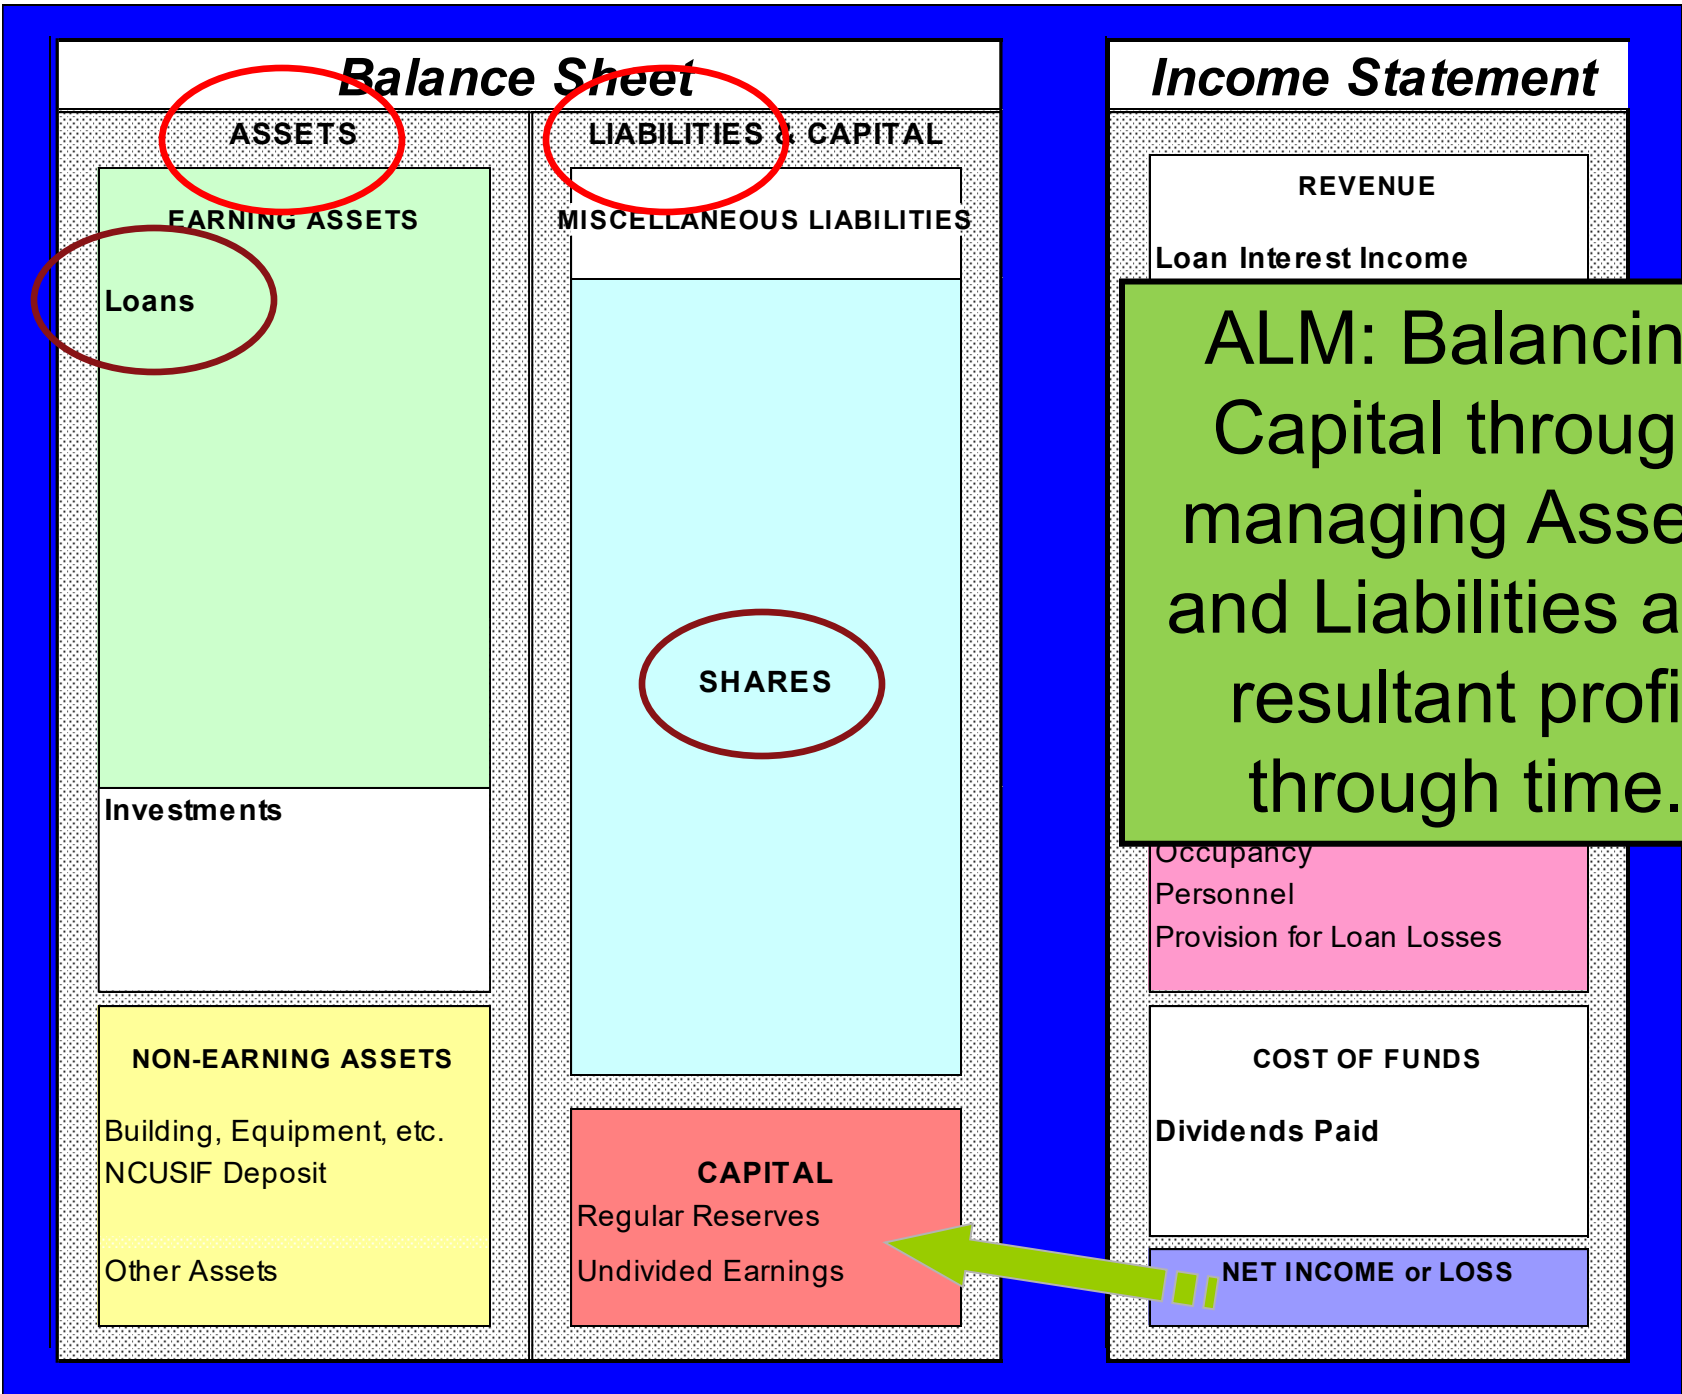 Balance Sheet
ASSETS
EARNING ASSETS
Loans
Investments
NON-EARNING ASSETS
Building, Equipment, etc.
NCUSIF Deposit
Other Assets
LIABILITIES & CAPITAL
MISCELLANEOUS LIABILITIES
SHARES
CAPITAL
Regular Reserves
Undivided Earnings
Income Statement
REVENUE
Loan Interest Income
ALM: Balancin
Capital throug
managing Asse
and Liabilities a
resultant profi
through time.
Occupancy
Personnel
Provision for Loan Losses
COST OF FUNDS
Dividends Paid
NET INCOME or LOSS